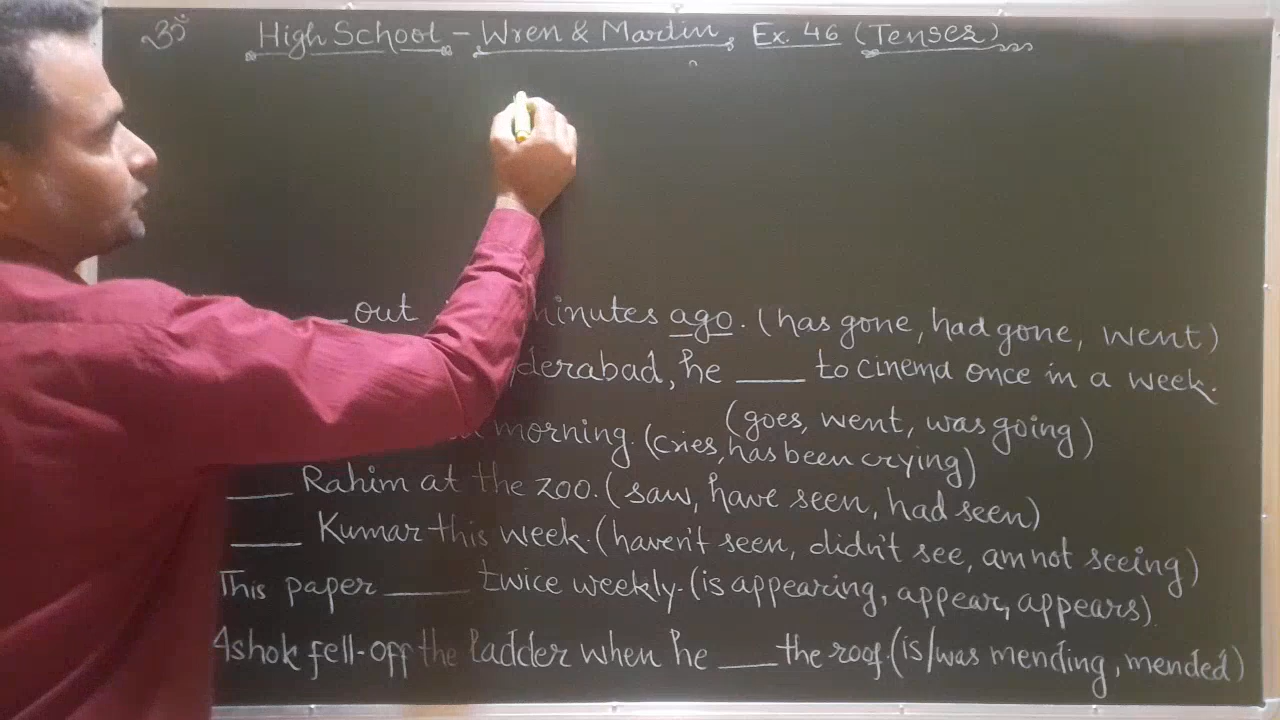 ॐ High School - Wren & Martin, Ex. 46 (Tenses)
___ out minutes ago. (has gone, had gone, went)
he ___ to cinema once in a week.
(goes, went, was going)
morning. (cries, has been crying)
___ Rahim at the zoo. (saw, have seen, had seen)
___ Kumar this week. (haven't seen, didn't see, am not seeing)
This paper ___ twice weekly. (is appearing, appear, appears).
Ashok fell-off the ladder when he ___ the roof. (is/was mending, mended)